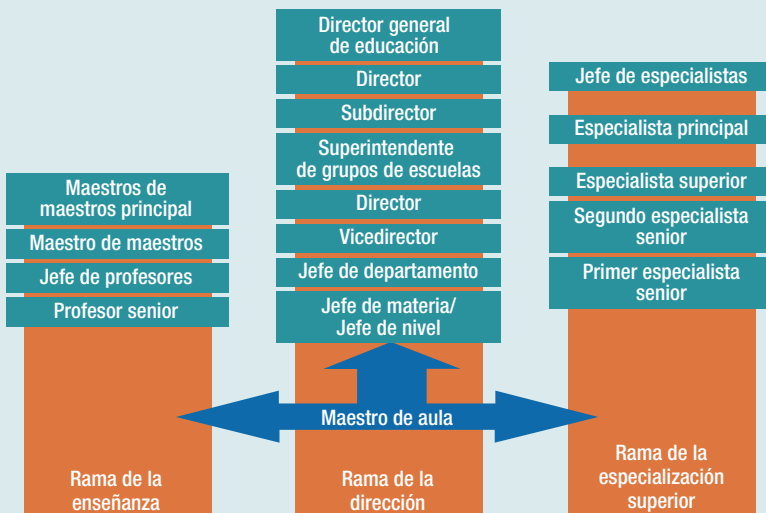 Director general
de educación
Director
Subdirector
Superintendente
de grupos de escuelas
Director
Vicedirector
Jefe de departamento
Jefe de materia/
Jefe de nivel
Maestros de
maestros principal
Maestro de maestros
Jefe de profesores
Profesor senior
Jefe de especialistas
Especialista principal
Especialista superior
Segundo especialista
senior
Primer especialista
senior
Maestro de aula
Rama de la
enseñanza
Rama de la
dirección
Rama de la
especialización
superior